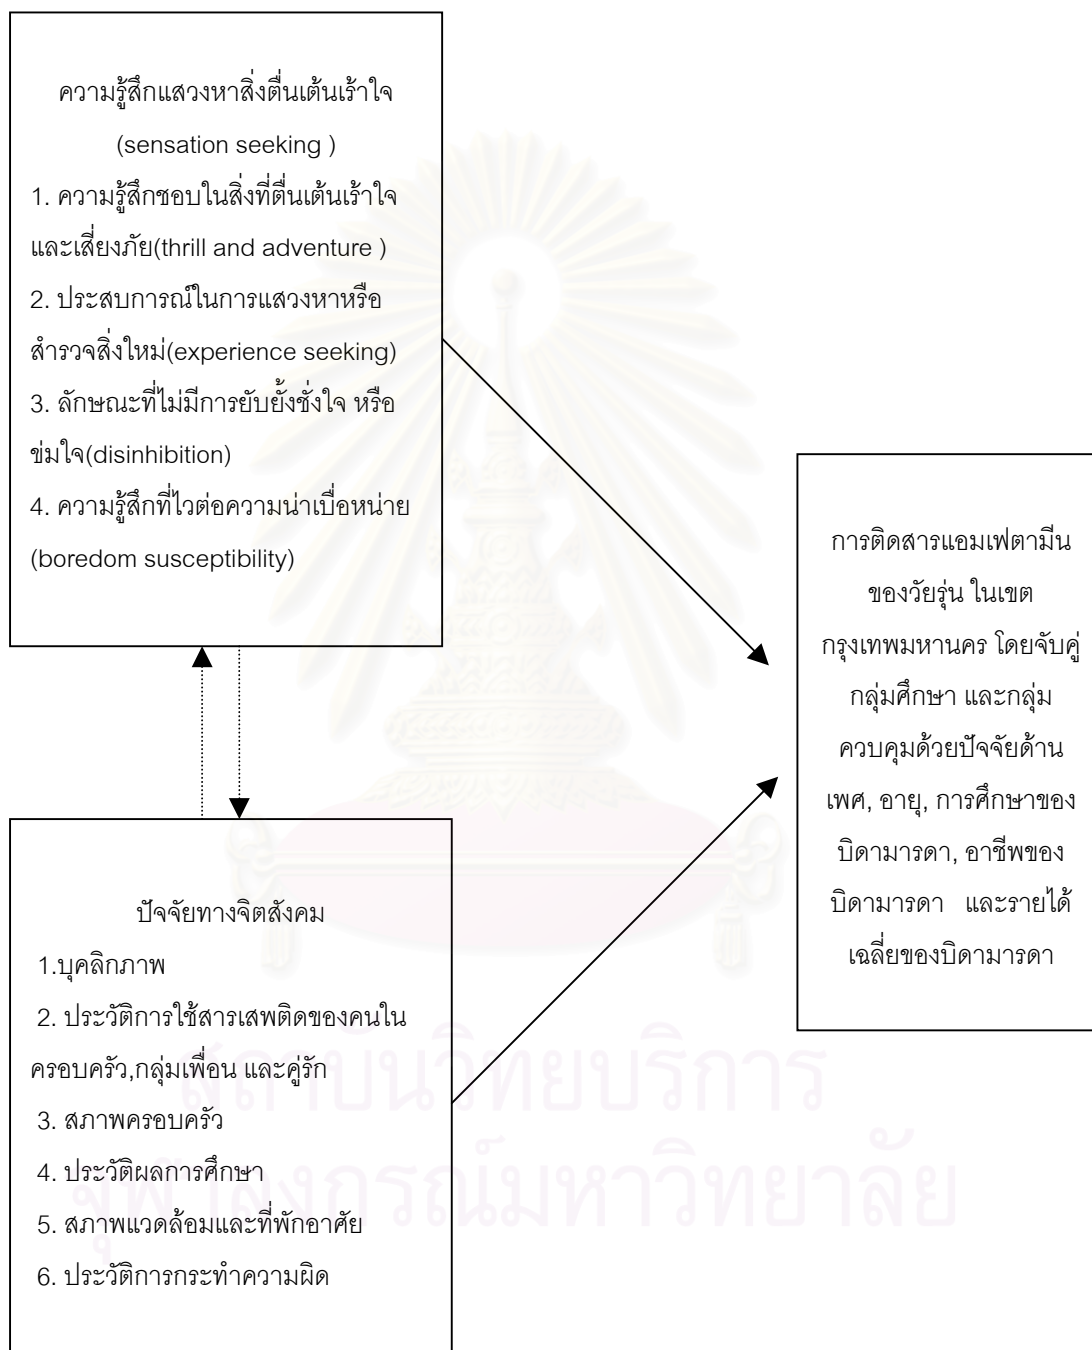 ความรู้สึกแสวงหาสิ่งตื่นเต้นเร้าใจ
(sensation seeking )
1. ความรู้สึกชอบในสิ่งที่ตื่นเต้นเร้าใจ
และเสี่ยงภัย(thrill and adventure )
2. ประสบการณ์ในการแสวงหาหรือ
สำรวจสิ่งใหม่(experience seeking)
3. ลักษณะที่ไม่มีการยับยั้งชั่งใจ หรือ
ข่มใจ(disinhibition)
4. ความรู้สึกที่ไวต่อความน่าเบื่อหน่าย
(boredom susceptibility)
การติดสารแอมเฟตามีน
ของวัยรุ่น ในเขต
กรุงเทพมหานคร โดยจับคู่
กลุ่มศึกษา และกลุ่ม
ควบคุมด้วยปัจจัยด้าน
เพศ, อายุ, การศึกษาของ
บิดามารดา, อาชีพของ
บิดามารดา และรายได้
เฉลี่ยของบิดามารดา
ปัจจัยทางจิตสังคม
1.บุคลิกภาพ
2. ประวัติการใช้สารเสพติดของคนใน
ครอบครัว,กลุ่มเพื่อน และคู่รัก
3. สภาพครอบครัว
4. ประวัติผลการศึกษา
5. สภาพแวดล้อมและที่พักอาศัย
6. ประวัติการกระทำความผิด
สถาบันวิทยบริการ
จุฬาลงกรณ์มหาวิทยาลัย